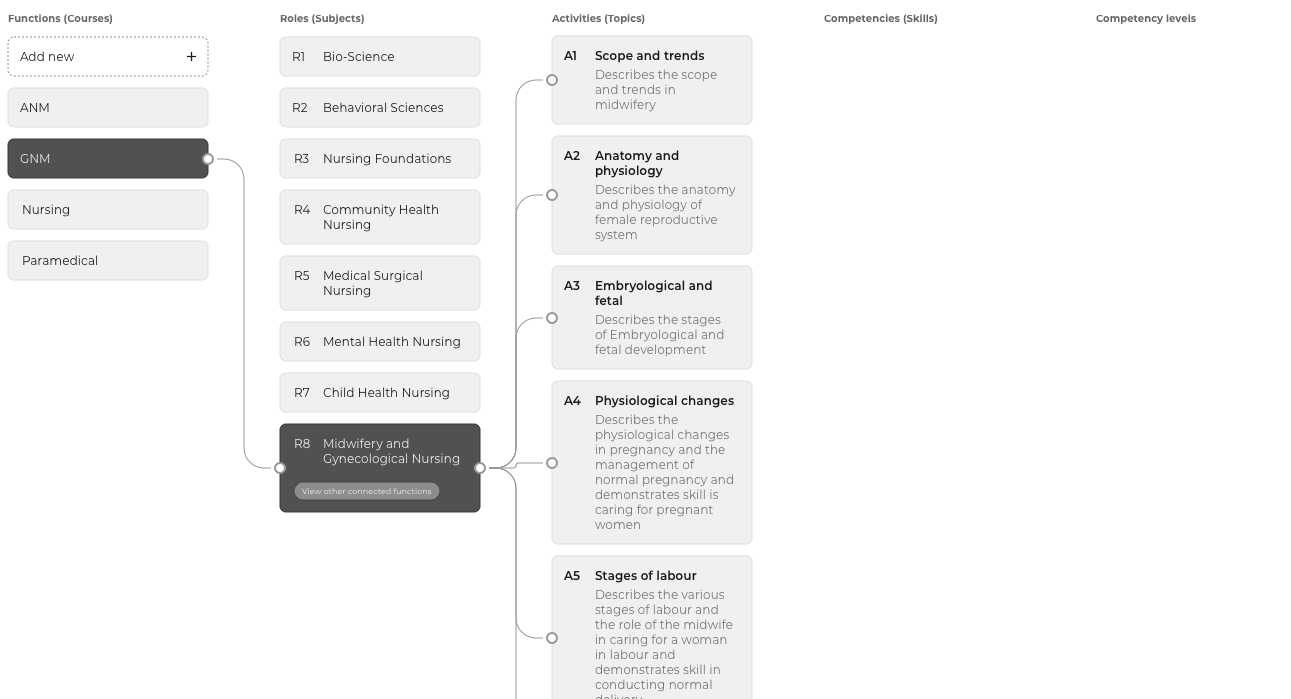 Functions (Courses)
Roles (Subjects)
Activities (Topics)
Competencies (Skills)
Competency levels
Add new +
ANM
GNM
Nursing
Paramedical
R1 Bio-Science
R2 Behavioral Sciences
R3 Nursing Foundations
R4 Community Health
Nursing
R5 Medical Surgical
Nursing
R6 Mental Health Nursing
R7 Child Health Nursing
R8 Midwifery and
Gynecological Nursing
View other connected functions
A1 Scope and trends
Describes the scope
and trends in
midwifery
A2 Anatomy and
physiology
Describes the anatomy
and physiology of
female reproductive
system
A3 Embryological and
fetal
Describes the stages
of Embryological and
fetal development
A4 Physiological changes
Describes the
physiological changes
in pregnancy and the
management of
normal pregnancy and
demonstrates skill is
caring for pregnant
women
A5 Stages of labour
Describes the various
stages of labour and
the role of the midwife
in caring for a woman
in labour and
demonstrates skill in
conducting normal
delivery